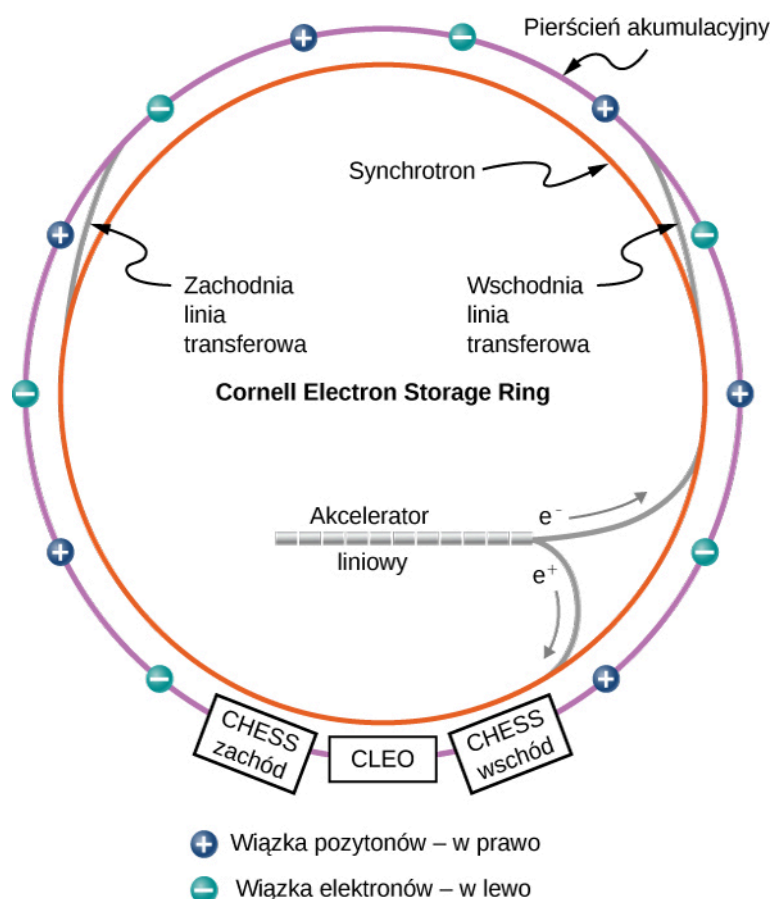 Pierścień akumulacyjny
Synchrotron
Zachodnia
linia
transferowa
Wschodnia
linia
transferowa
Cornell Electron Storage Ring
Akcelerator
liniowy
e⁻
e⁺
CHESS
zachód
CLEO
CHESS
wschód
+ Wiązka pozytonów – w prawo
− Wiązka elektronów – w lewo